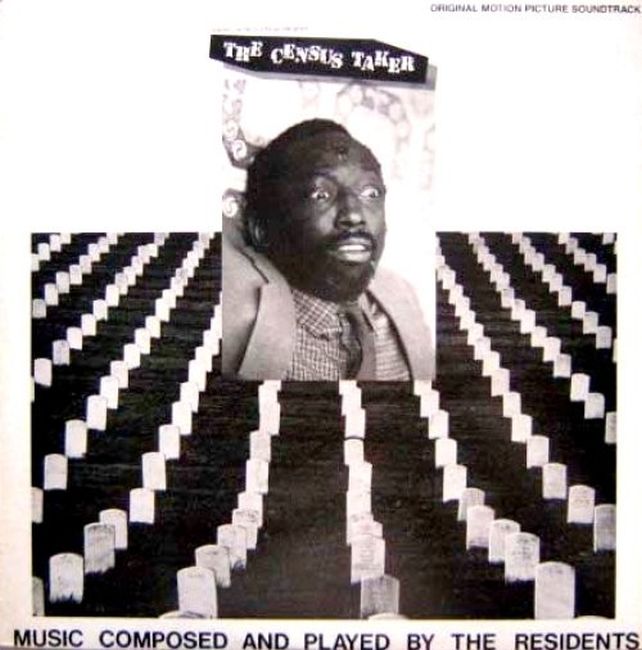 ORIGINAL MOTION PICTURE SOUNDTRACK
THE CENSUS TAKER
MUSIC COMPOSED AND PLAYED BY THE RESIDENTS